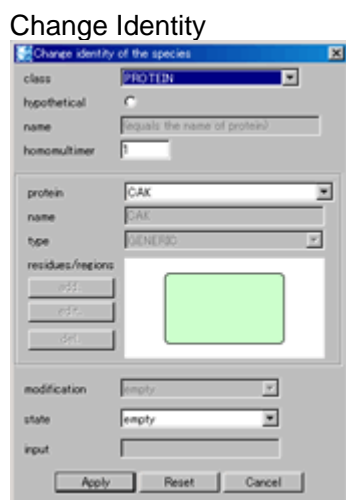 Change Identity
Change identity of the species
class PROTEIN
hypothetical
name (equals the name of protein)
homomultimer 1
protein CAK
name CAK
type GENERIC
residues/regions
add..
edit..
del..
modification empty
state empty
input
Apply Reset Cancel